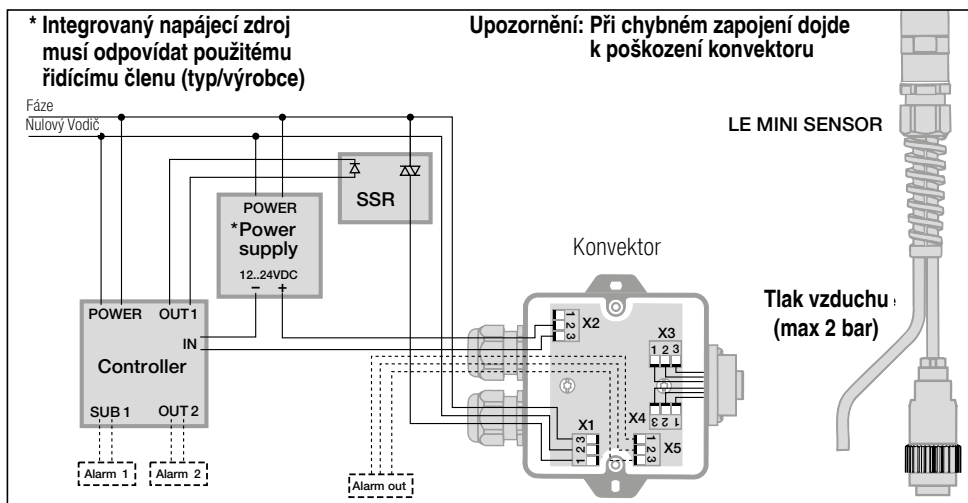 * Integrovaný napájecí zdroj
musí odpovídat použitému
řídícímu členu (typ/výrobce)
Upozornění: Při chybném zapojení dojde
k poškození konvektoru
Fáze
Nulový Vodič
LE MINI SENSOR
SSR
POWER
*Power
supply
12..24VDC
– +
Konvektor
Tlak vzduchu
(max 2 bar)
POWER OUT1
IN
Controller
SUB 1 OUT 2
Alarm 1
Alarm 2
Alarm out
1
2
3
X2
X3
1 2 3
X4
3 2 1
X1
3
2
1
X5
1
2
3